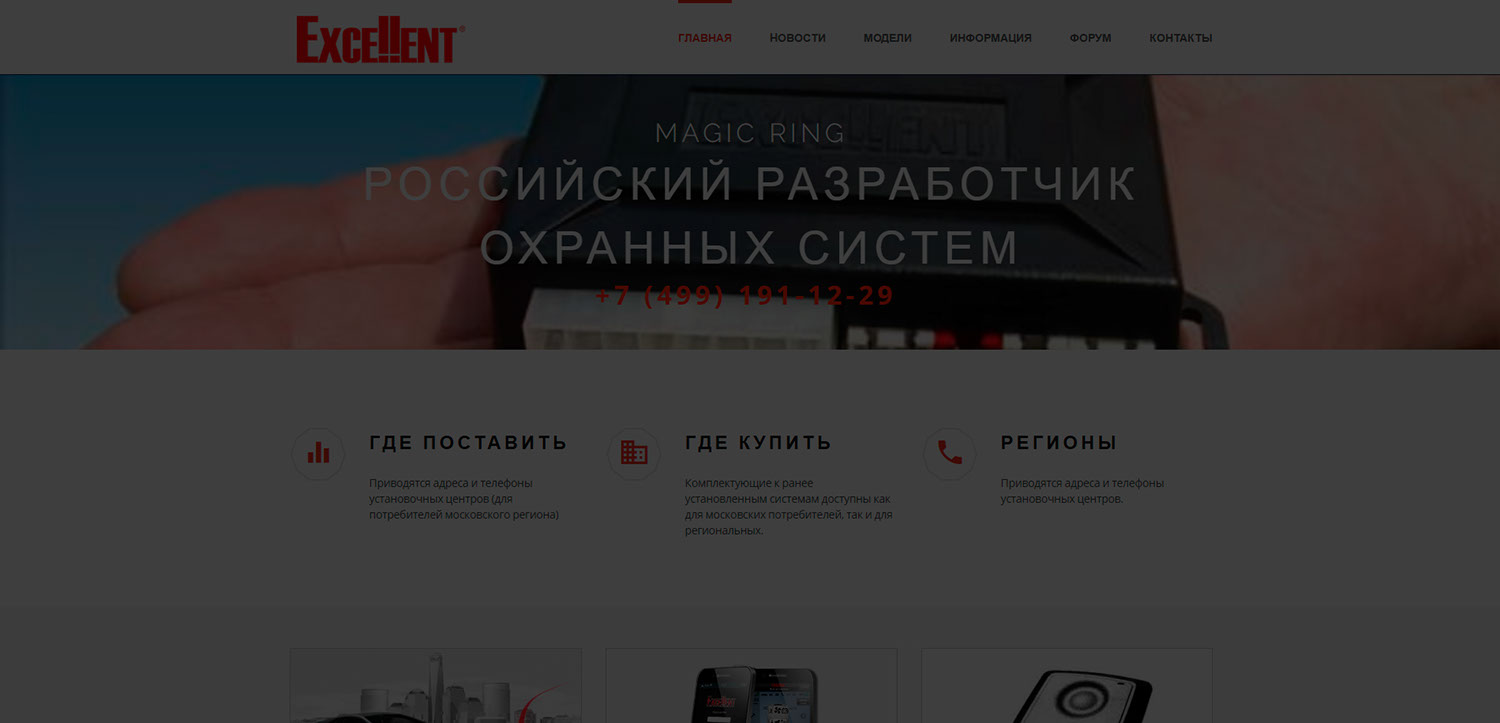 EXCELLENT®
ГЛАВНАЯ НОВОСТИ МОДЕЛИ ИНФОРМАЦИЯ ФОРУМ КОНТАКТЫ
EXCELLENT
MAGIC RING
РОССИЙСКИЙ РАЗРАБОТЧИК
ОХРАННЫХ СИСТЕМ
+7 (499) 191-12-29
ГДЕ ПОСТАВИТЬ
Приводятся адреса и телефоны
установочных центров (для
потребителей московского региона)
ГДЕ КУПИТЬ
Комплектующие к ранее
установленным системам доступны как
для московских потребителей, так и для
региональных.
РЕГИОНЫ
Приводятся адреса и телефоны
установочных центров.
EXCELLENT